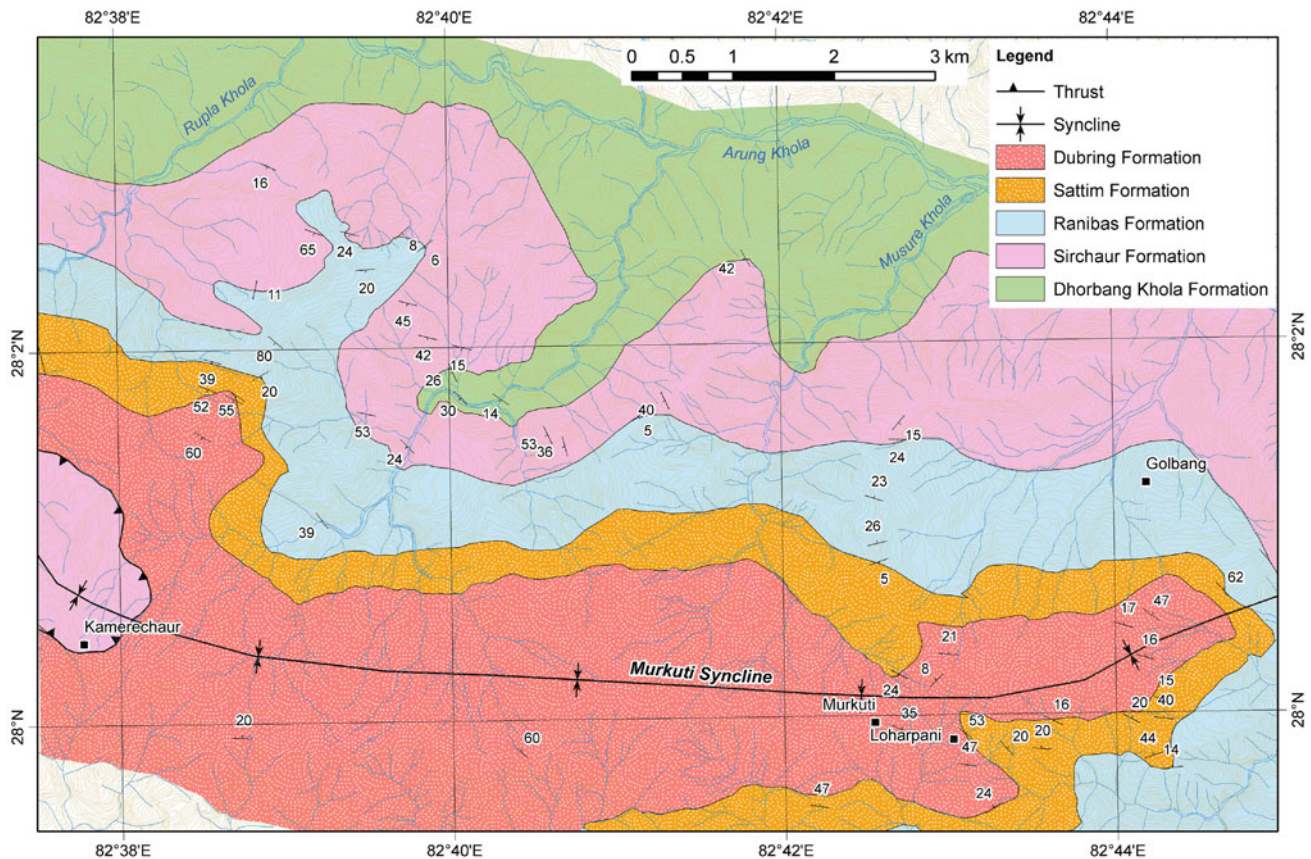 82°38'E
82°40'E
82°42'E
82°44'E
0 0.5 1 2 3 km
Legend
Thrust
Syncline
Dubring Formation
Sattim Formation
Ranibas Formation
Sirchaur Formation
Dhorbang Khola Formation
Rupla Khola
Arung Khola
Musure Khola
16
65
24
8
6
11
20
42
45
28°2'N
80
42
15
28°2'N
39
20
26
52
55
30
14
40
5
60
53
24
53
36
15
24
Golbang
23
39
26
5
62
Kamerechaur
17
47
21
16
8
Murkuti Syncline
24
15
Murkuti
20
40
16
28°N
20
35
53
28°N
Loharpani
60
47
20
20
44
14
47
24
82°38'E
82°40'E
82°42'E
82°44'E